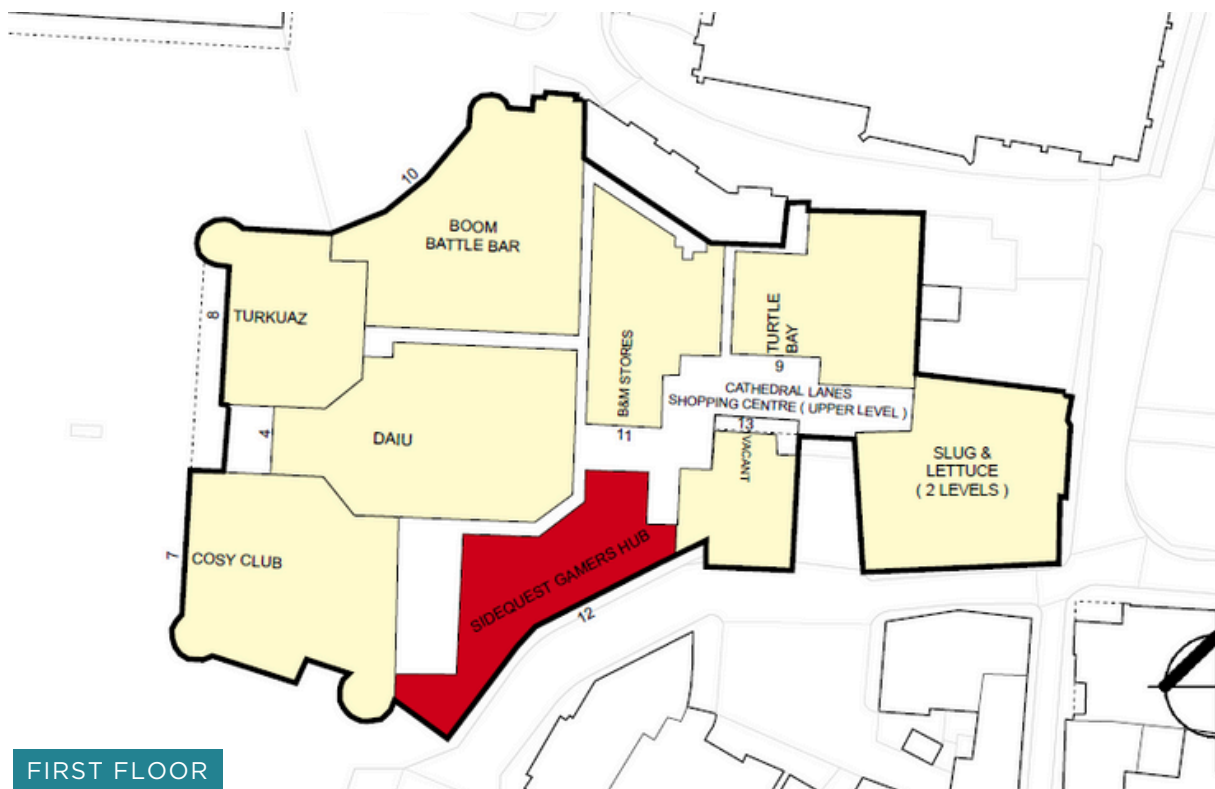 10
BOOM
BATTLE BAR
8
TURKUAZ
TURTLE
BAY
B&M STORES
9
CATHEDRAL LANES
SHOPPING CENTRE ( UPPER LEVEL )
13
11
4
DAIU
VACANT
SLUG &
LETTUCE
( 2 LEVELS )
7
COSY CLUB
SIDEQUEST GAMERS HUB
12
FIRST FLOOR